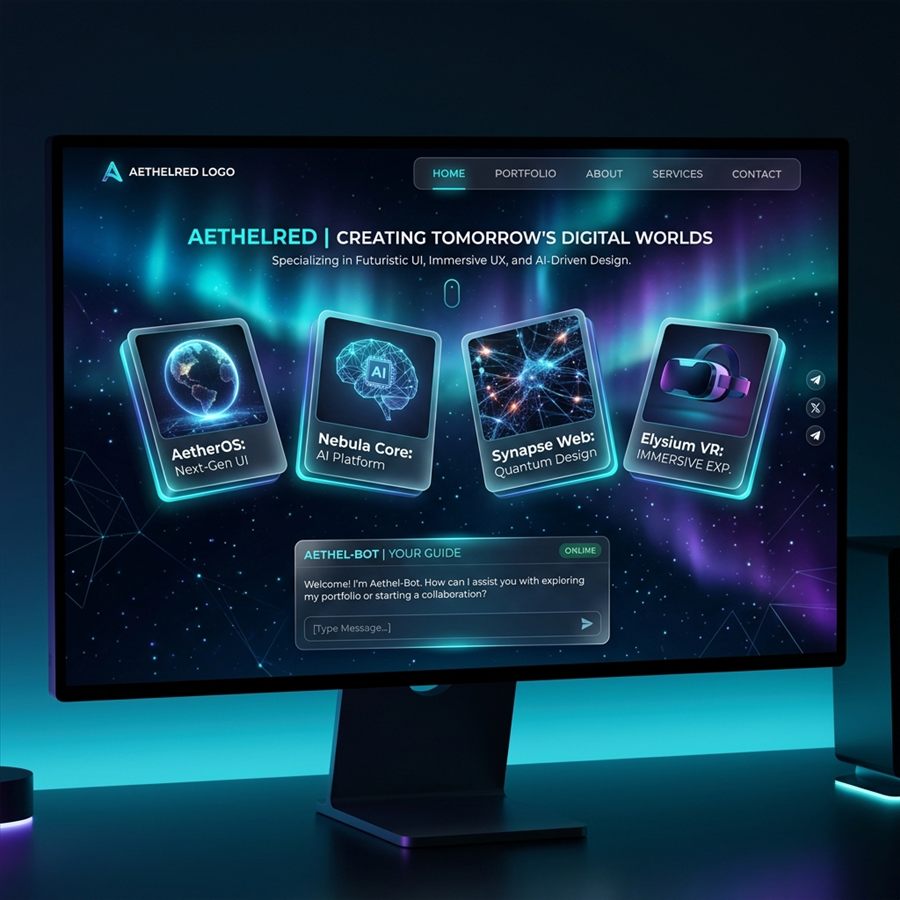 AETHELRED LOGO
HOME PORTFOLIO ABOUT SERVICES CONTACT
AETHELRED | CREATING TOMORROW'S DIGITAL WORLDS
Specializing in Futuristic UI, Immersive UX, and AI-Driven Design.
AI
AetherOS:
Next-Gen UI
Nebula Core:
AI Platform
Synapse Web:
Quantum Design
Elysium VR:
IMMERSIVE EXP.
AETHEL-BOT | YOUR GUIDE
ONLINE
Welcome! I'm Aethel-Bot. How can I assist you with exploring
my portfolio or starting a collaboration?
[Type Message...]